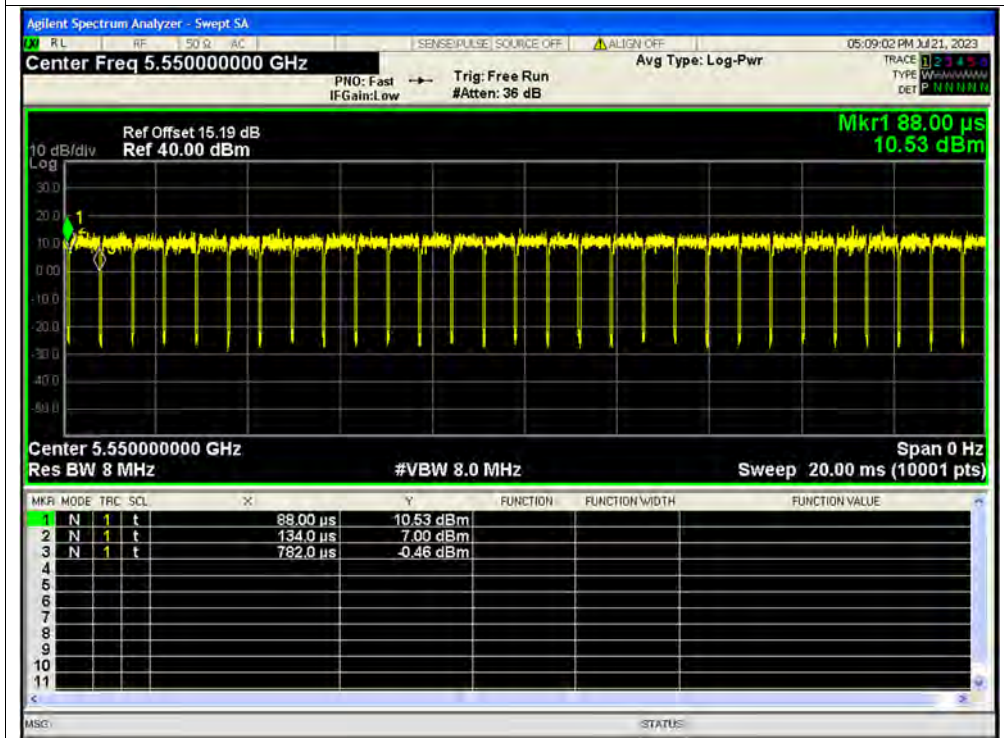 Agilent Spectrum Analyzer - Swept SA
RL RF 50 Ω AC SENSE:PULSE SOURCE OFF ALIGN OFF 05:09:02 PM Jul 21, 2023
Center Freq 5.550000000 GHz Avg Type: Log-Pwr TRACE 1 2 3 4 5 6
PNO: Fast Trig: Free Run TYPE W
IFGain:Low #Atten: 36 dB DET P N N N N N
Mkr1 88.00 µs
Ref Offset 15.19 dB
10 dB/div Ref 40.00 dBm 10.53 dBm
Log
30.0
20.0
1
10.0
0.00
-10.0
-20.0
-30.0
-40.0
-50.0
Center 5.550000000 GHz Span 0 Hz
Res BW 8 MHz #VBW 8.0 MHz Sweep 20.00 ms (10001 pts)
MKR MODE TRC SCL X Y FUNCTION FUNCTION WIDTH FUNCTION VALUE
1 N 1 t 88.00 µs 10.53 dBm
2 N 1 t 134.0 µs 7.00 dBm
3 N 1 t 782.0 µs -0.46 dBm
4
5
6
7
8
9
10
11
MSG STATUS